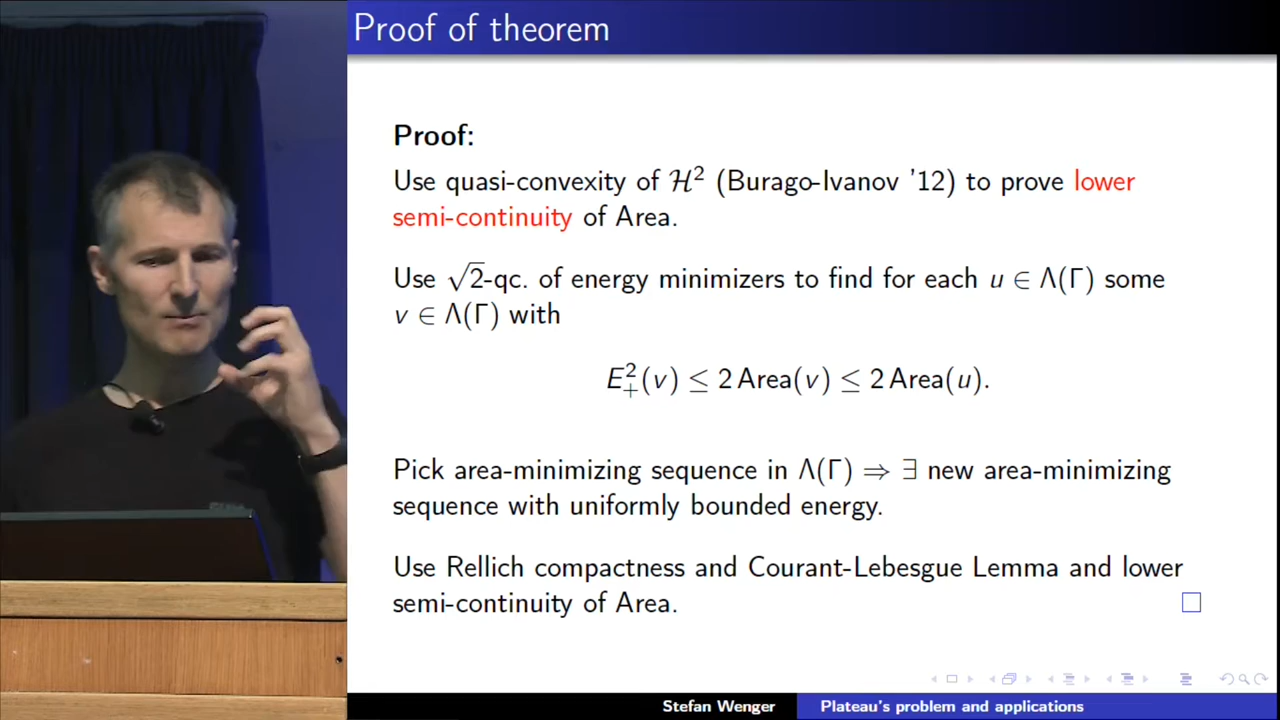 Proof of theorem
Proof:
Use quasi-convexity of ℋ² (Burago-Ivanov '12) to prove lower
semi-continuity of Area.
Use √2-qc. of energy minimizers to find for each u ∈ Λ(Γ) some
v ∈ Λ(Γ) with
E₊²(v) ≤ 2 Area(v) ≤ 2 Area(u).
Pick area-minimizing sequence in Λ(Γ) ⇒ ∃ new area-minimizing
sequence with uniformly bounded energy.
Use Rellich compactness and Courant-Lebesgue Lemma and lower
semi-continuity of Area. □
Stefan Wenger Plateau's problem and applications